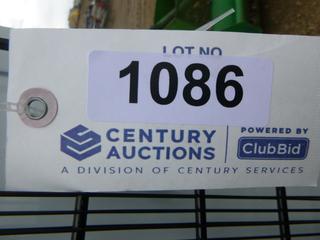 LOT NO
1086
CENTURY
AUCTIONS
POWERED BY
ClubBid
A DIVISION OF CENTURY SERVICES